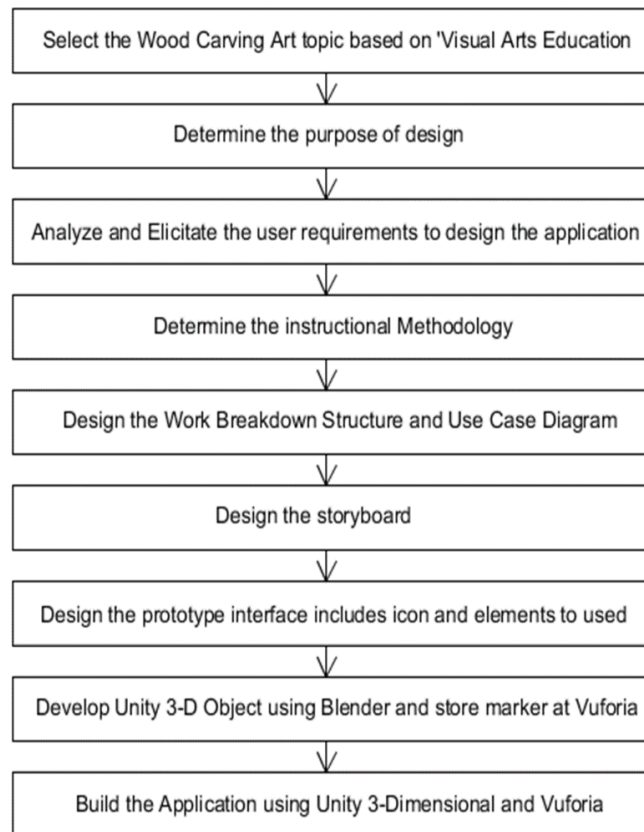 Select the Wood Carving Art topic based on 'Visual Arts Education
Determine the purpose of design
Analyze and Elicitate the user requirements to design the application
Determine the instructional Methodology
Design the Work Breakdown Structure and Use Case Diagram
Design the storyboard
Design the prototype interface includes icon and elements to used
Develop Unity 3-D Object using Blender and store marker at Vuforia
Build the Application using Unity 3-Dimensional and Vuforia